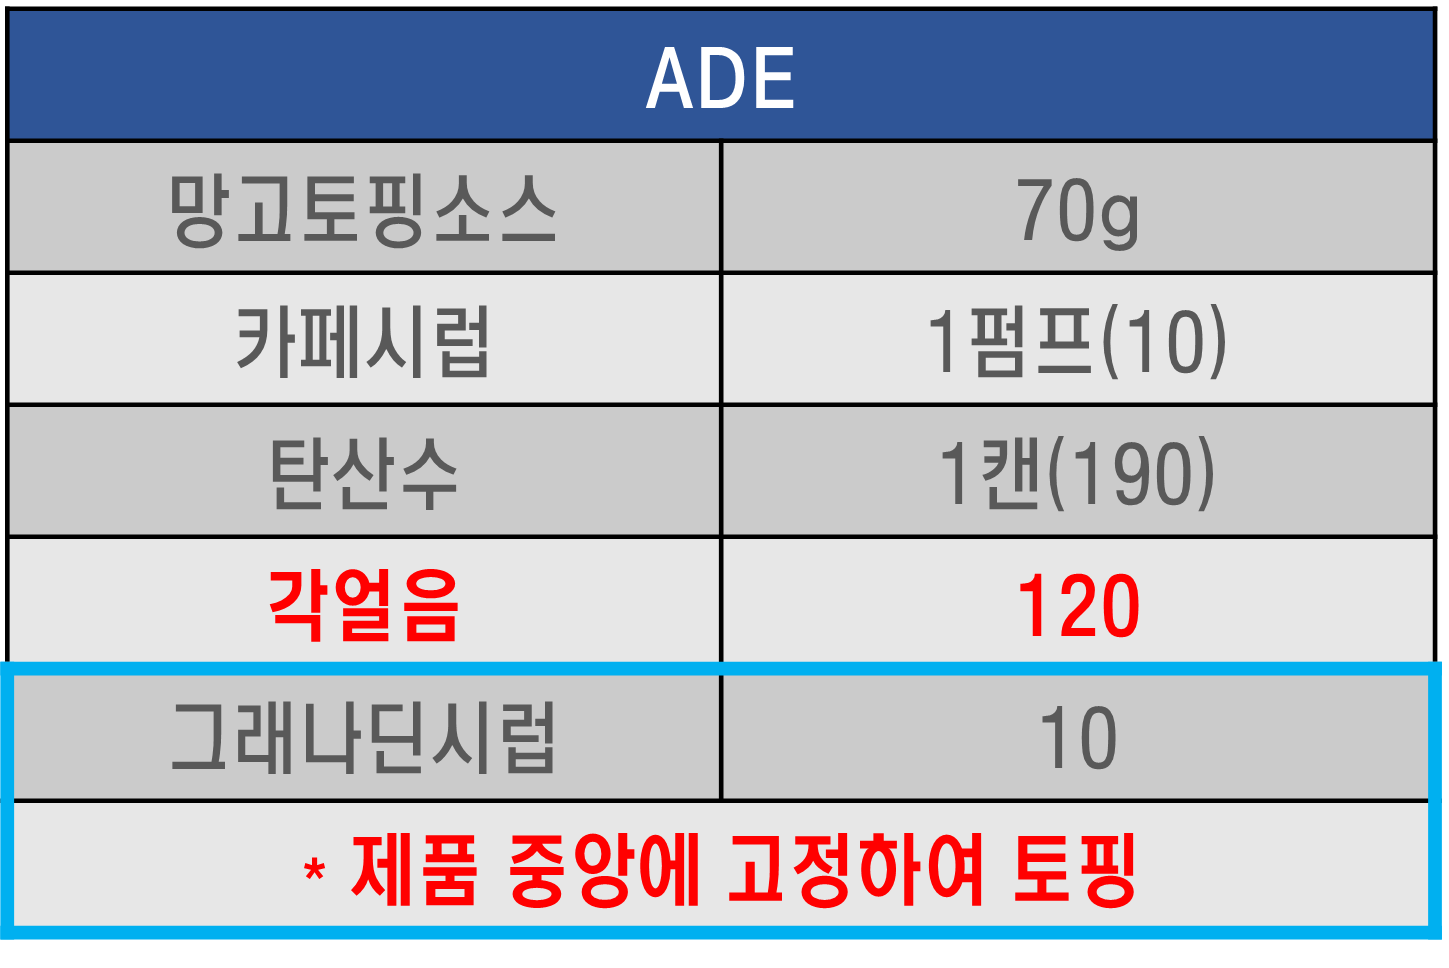 ADE
망고토핑소스 70g
카페시럽 1펌프(10)
탄산수 1캔(190)
각얼음 120
그래나딘시럽 10
* 제품 중앙에 고정하여 토핑